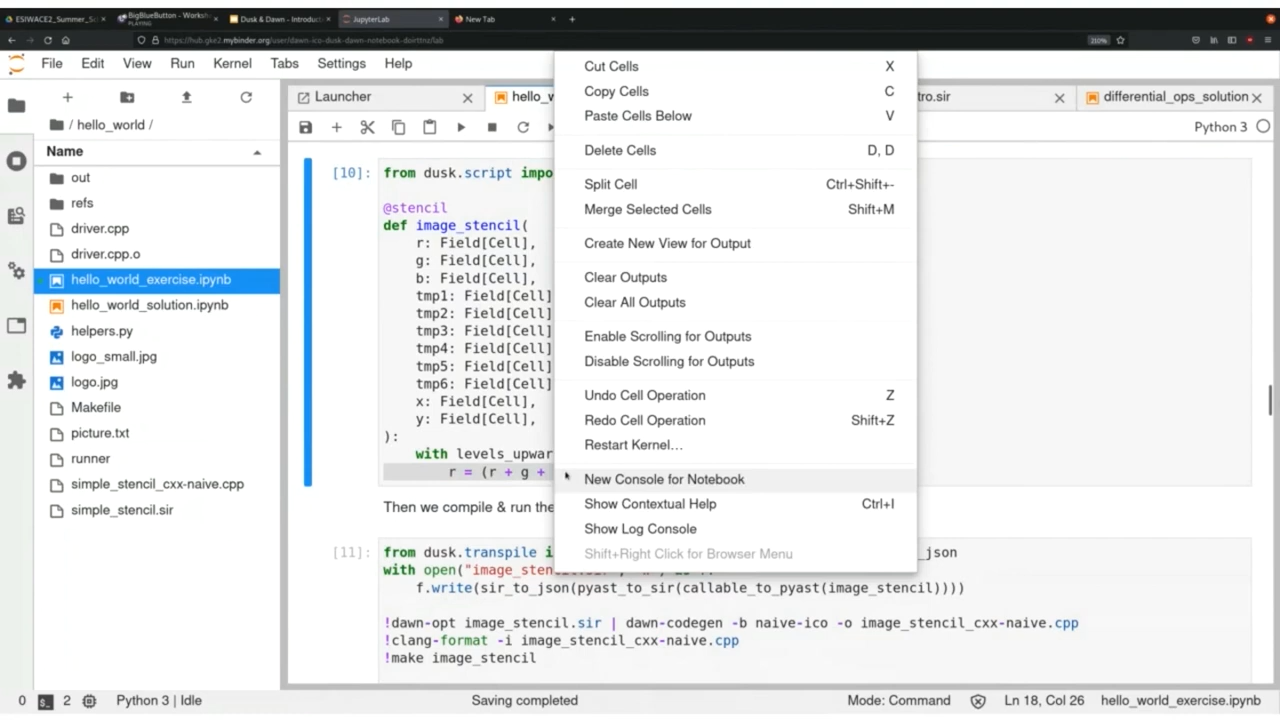 ESIWACE2_Summer_Sc
BigBlueButton - Worksh
PLAYING
Dusk & Dawn - Introductio
JupyterLab
New Tab
https://hub.gke2.mybinder.org/user/dawn-ico-dusk-dawn-notebook-doirttnz/lab
210%
File Edit View Run Kernel Tabs Settings Help
Launcher
hello_w
tro.sir
differential_ops_solution
Python 3
/ hello_world /
Name
out
refs
driver.cpp
driver.cpp.o
hello_world_exercise.ipynb
hello_world_solution.ipynb
helpers.py
logo_small.jpg
logo.jpg
Makefile
picture.txt
runner
simple_stencil_cxx-naive.cpp
simple_stencil.sir
[10]: from dusk.script impo
@stencil
def image_stencil(
r: Field[Cell],
g: Field[Cell],
b: Field[Cell],
tmp1: Field[Cell]
tmp2: Field[Cell]
tmp3: Field[Cell]
tmp4: Field[Cell]
tmp5: Field[Cell]
tmp6: Field[Cell]
x: Field[Cell],
y: Field[Cell],
):
with levels_upwar
r = (r + g +
Then we compile & run the
[11]: from dusk.transpile i
_json
with open("image_sten
f.write(sir_to_json(pyast_to_sir(callable_to_pyast(image_stencil))))
!dawn-opt image_stencil.sir | dawn-codegen -b naive-ico -o image_stencil_cxx-naive.cpp
!clang-format -i image_stencil_cxx-naive.cpp
!make image_stencil
Cut Cells X
Copy Cells C
Paste Cells Below V
Delete Cells D, D
Split Cell Ctrl+Shift+-
Merge Selected Cells Shift+M
Create New View for Output
Clear Outputs
Clear All Outputs
Enable Scrolling for Outputs
Disable Scrolling for Outputs
Undo Cell Operation Z
Redo Cell Operation Shift+Z
Restart Kernel…
New Console for Notebook
Show Contextual Help Ctrl+I
Show Log Console
Shift+Right Click for Browser Menu
0 2 Python 3 | Idle
Saving completed
Mode: Command
Ln 18, Col 26
hello_world_exercise.ipynb